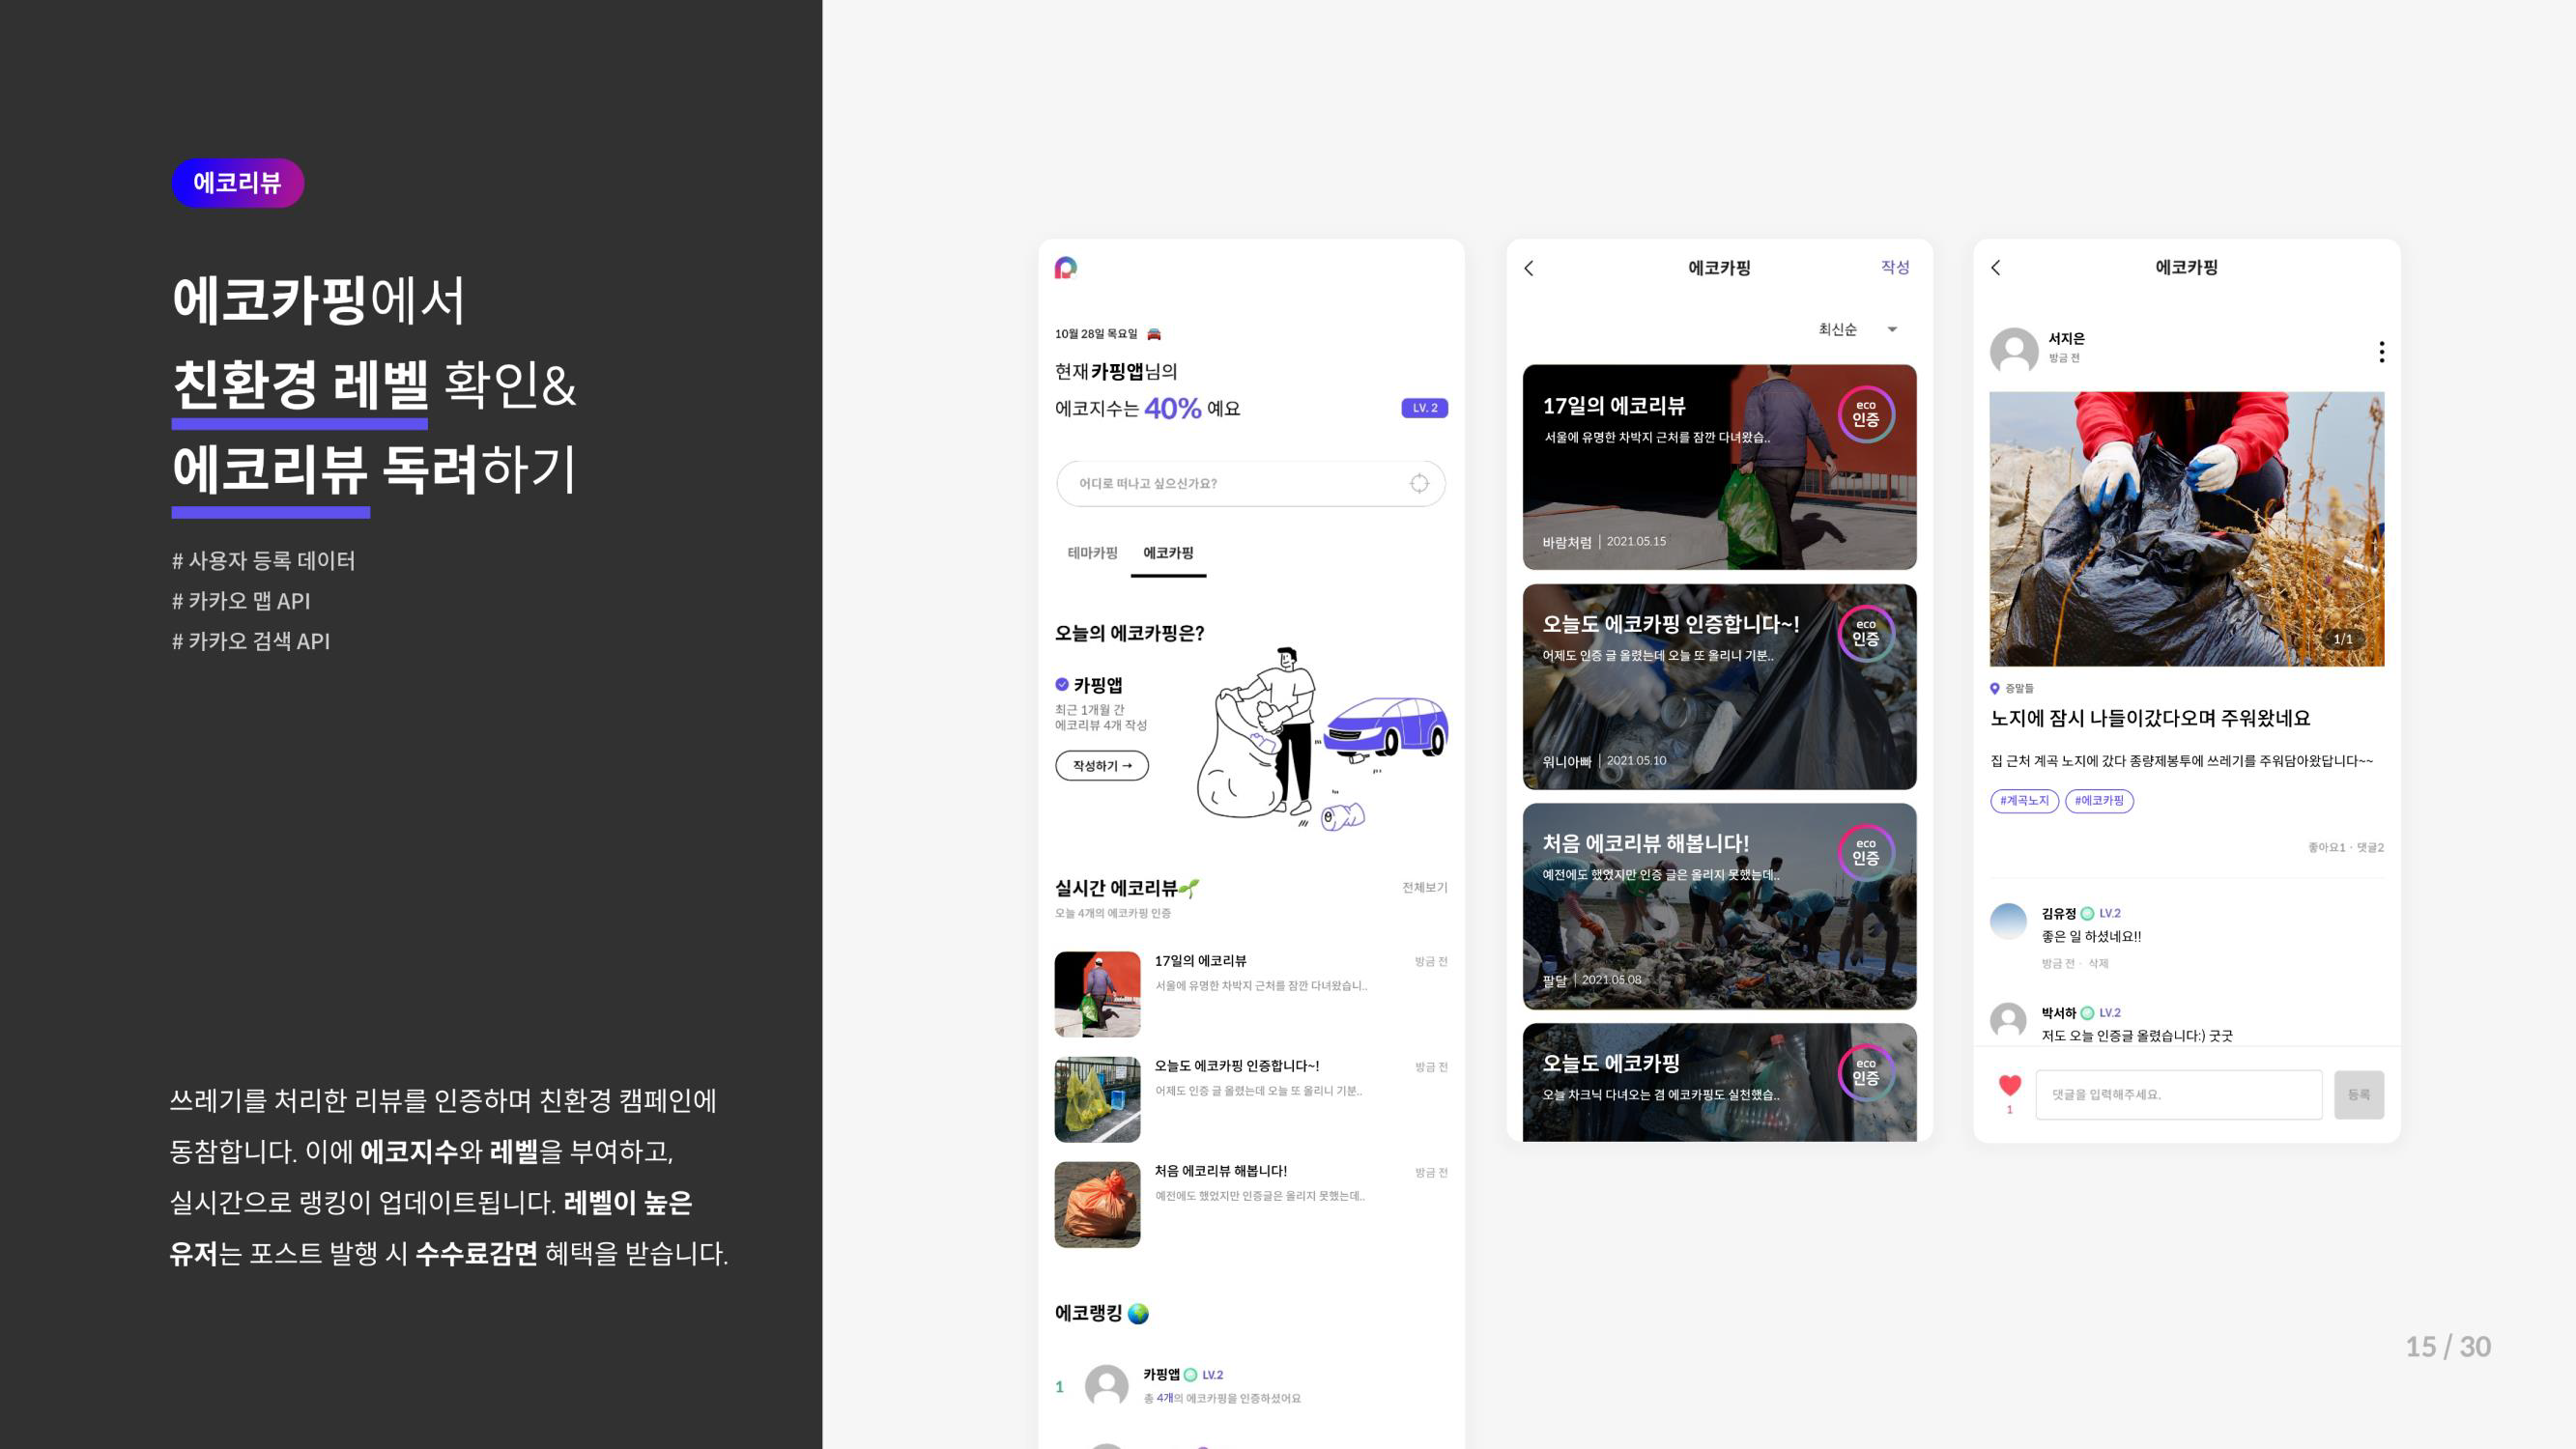 에코리뷰
에코카핑에서
친환경 레벨 확인&
에코리뷰 독려하기
# 사용자 등록 데이터
# 카카오 맵 API
# 카카오 검색 API
쓰레기를 처리한 리뷰를 인증하며 친환경 캠페인에
동참합니다. 이에 에코지수와 레벨을 부여하고,
실시간으로 랭킹이 업데이트됩니다. 레벨이 높은
유저는 포스트 발행 시 수수료감면 혜택을 받습니다.
10월 28일 목요일
현재 카핑앱님의
에코지수는 40% 예요
LV. 2
어디로 떠나고 싶으신가요?
테마카핑 에코카핑
오늘의 에코카핑은?
카핑앱
최근 1개월 간
에코리뷰 4개 작성
작성하기 →
실시간 에코리뷰🌱 전체보기
오늘 4개의 에코카핑 인증
17일의 에코리뷰 방금 전
서울에 유명한 차박지 근처를 잠깐 다녀왔습니..
오늘도 에코카핑 인증합니다~! 방금 전
어제도 인증 글 올렸는데 오늘 또 올리니 기분..
처음 에코리뷰 해봅니다! 방금 전
예전에도 했었지만 인증글은 올리지 못했는데..
에코랭킹 🌍
1
카핑앱 LV.2
총 4개의 에코카핑을 인증하셨어요
에코카핑 작성
최신순
17일의 에코리뷰
eco
인증
서울에 유명한 차박지 근처를 잠깐 다녀왔습..
바람처럼 | 2021.05.15
오늘도 에코카핑 인증합니다~!
eco
인증
어제도 인증 글 올렸는데 오늘 또 올리니 기분..
워니아빠 | 2021.05.10
처음 에코리뷰 해봅니다!
eco
인증
예전에도 했었지만 인증 글은 올리지 못했는데..
팔달 | 2021.05.08
오늘도 에코카핑
eco
인증
오늘 차크닉 다녀오는 겸 에코카핑도 실천했습..
에코카핑
서지은
방금 전
1/1
증말들
노지에 잠시 나들이갔다오며 주워왔네요
집 근처 계곡 노지에 갔다 종량제봉투에 쓰레기를 주워담아왔답니다~~
#계곡노지 #에코카핑
좋아요1 · 댓글2
김유정 LV.2
좋은 일 하셨네요!!
방금 전 · 삭제
박서하 LV.2
저도 오늘 인증글 올렸습니다:) 굿굿
1
댓글을 입력해주세요.
등록
15 / 30